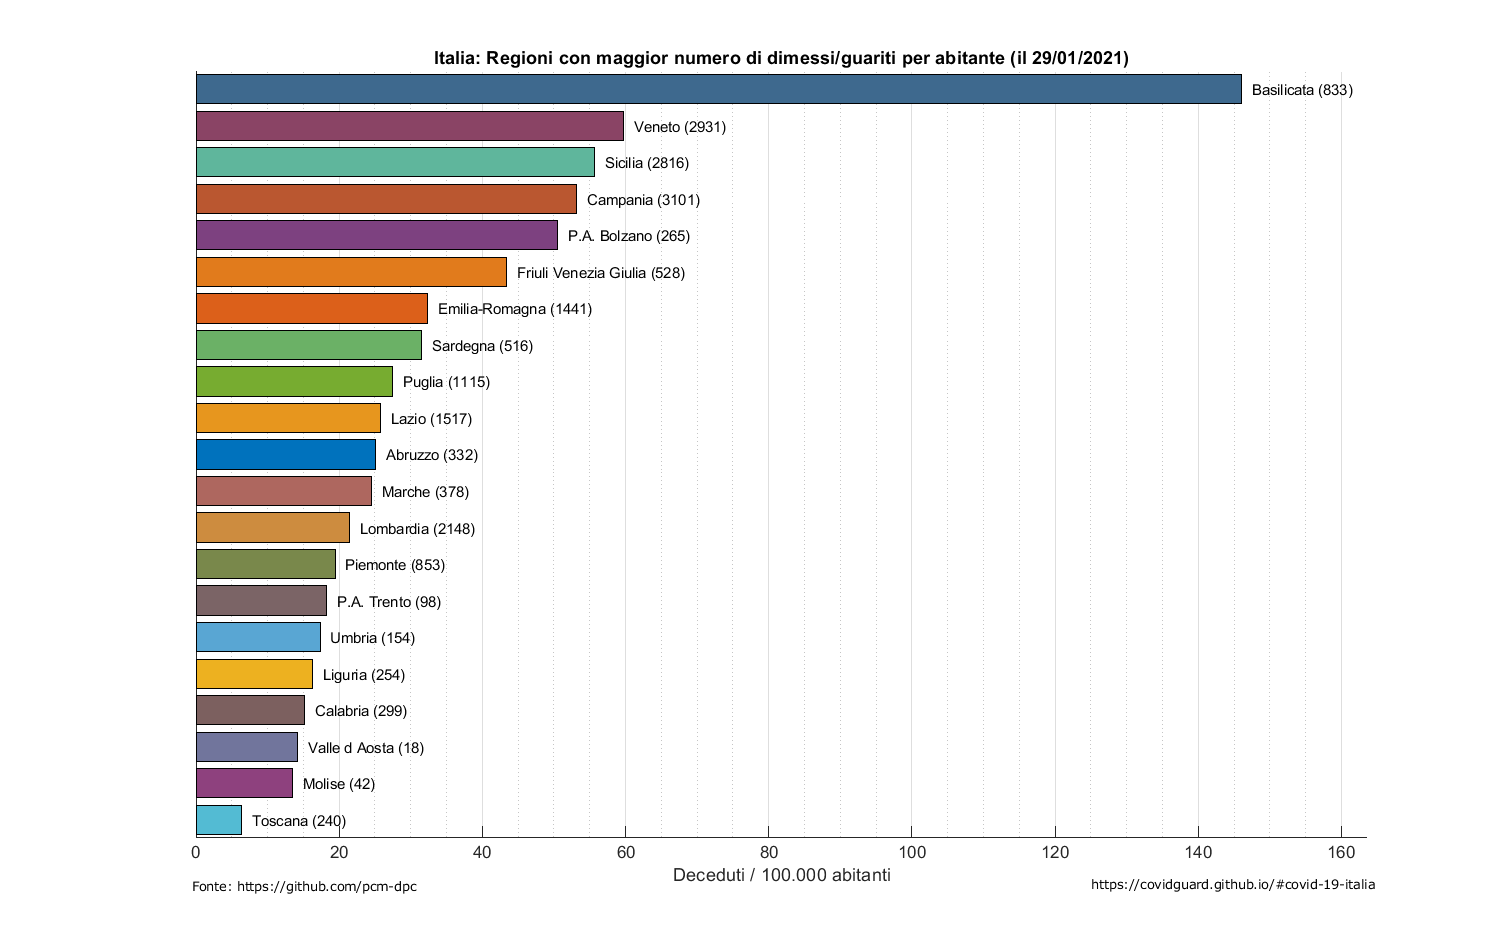 Italia: Regioni con maggior numero di dimessi/guariti per abitante (il 29/01/2021)
Basilicata (833)
Veneto (2931)
Sicilia (2816)
Campania (3101)
P.A. Bolzano (265)
Friuli Venezia Giulia (528)
Emilia-Romagna (1441)
Sardegna (516)
Puglia (1115)
Lazio (1517)
Abruzzo (332)
Marche (378)
Lombardia (2148)
Piemonte (853)
P.A. Trento (98)
Umbria (154)
Liguria (254)
Calabria (299)
Valle d Aosta (18)
Molise (42)
Toscana (240)
0 20 40 60 80 100 120 140 160
Deceduti / 100.000 abitanti
Fonte: https://github.com/pcm-dpc
https://covidguard.github.io/#covid-19-italia